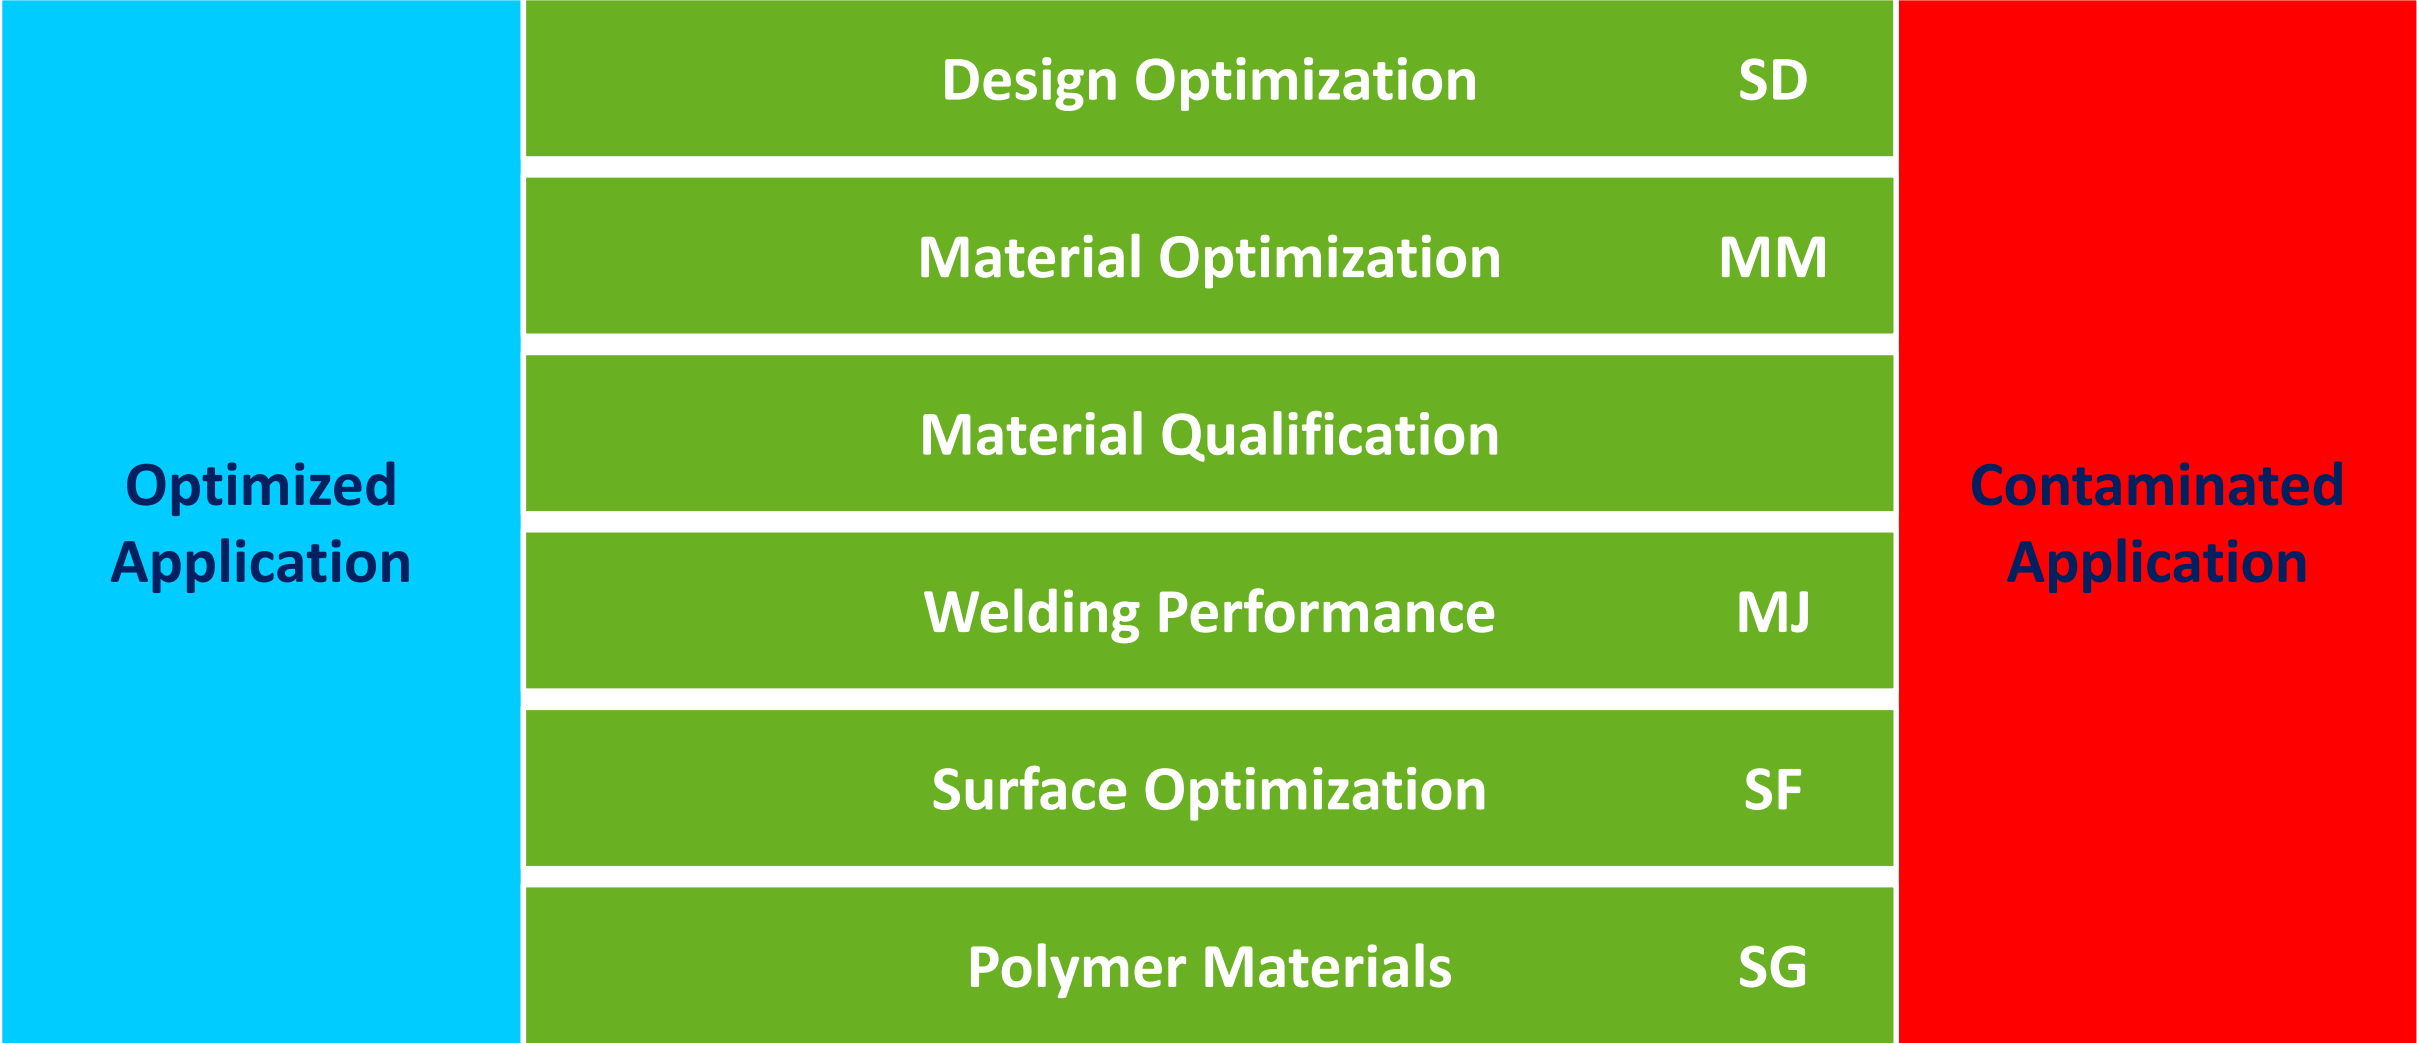 Optimized
Application
Design Optimization SD
Material Optimization MM
Material Qualification
Welding Performance MJ
Surface Optimization SF
Polymer Materials SG
Contaminated
Application